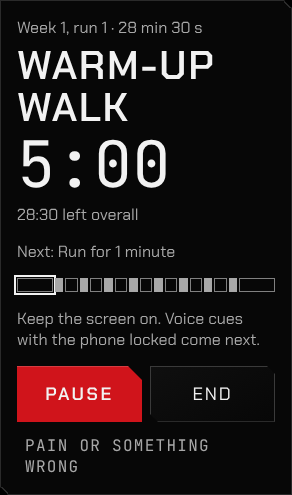 Week 1, run 1 · 28 min 30 s
WARM-UP
WALK
5:00
28:30 left overall
Next: Run for 1 minute
Keep the screen on. Voice cues
with the phone locked come next.
PAUSE
END
PAIN OR SOMETHING
WRONG